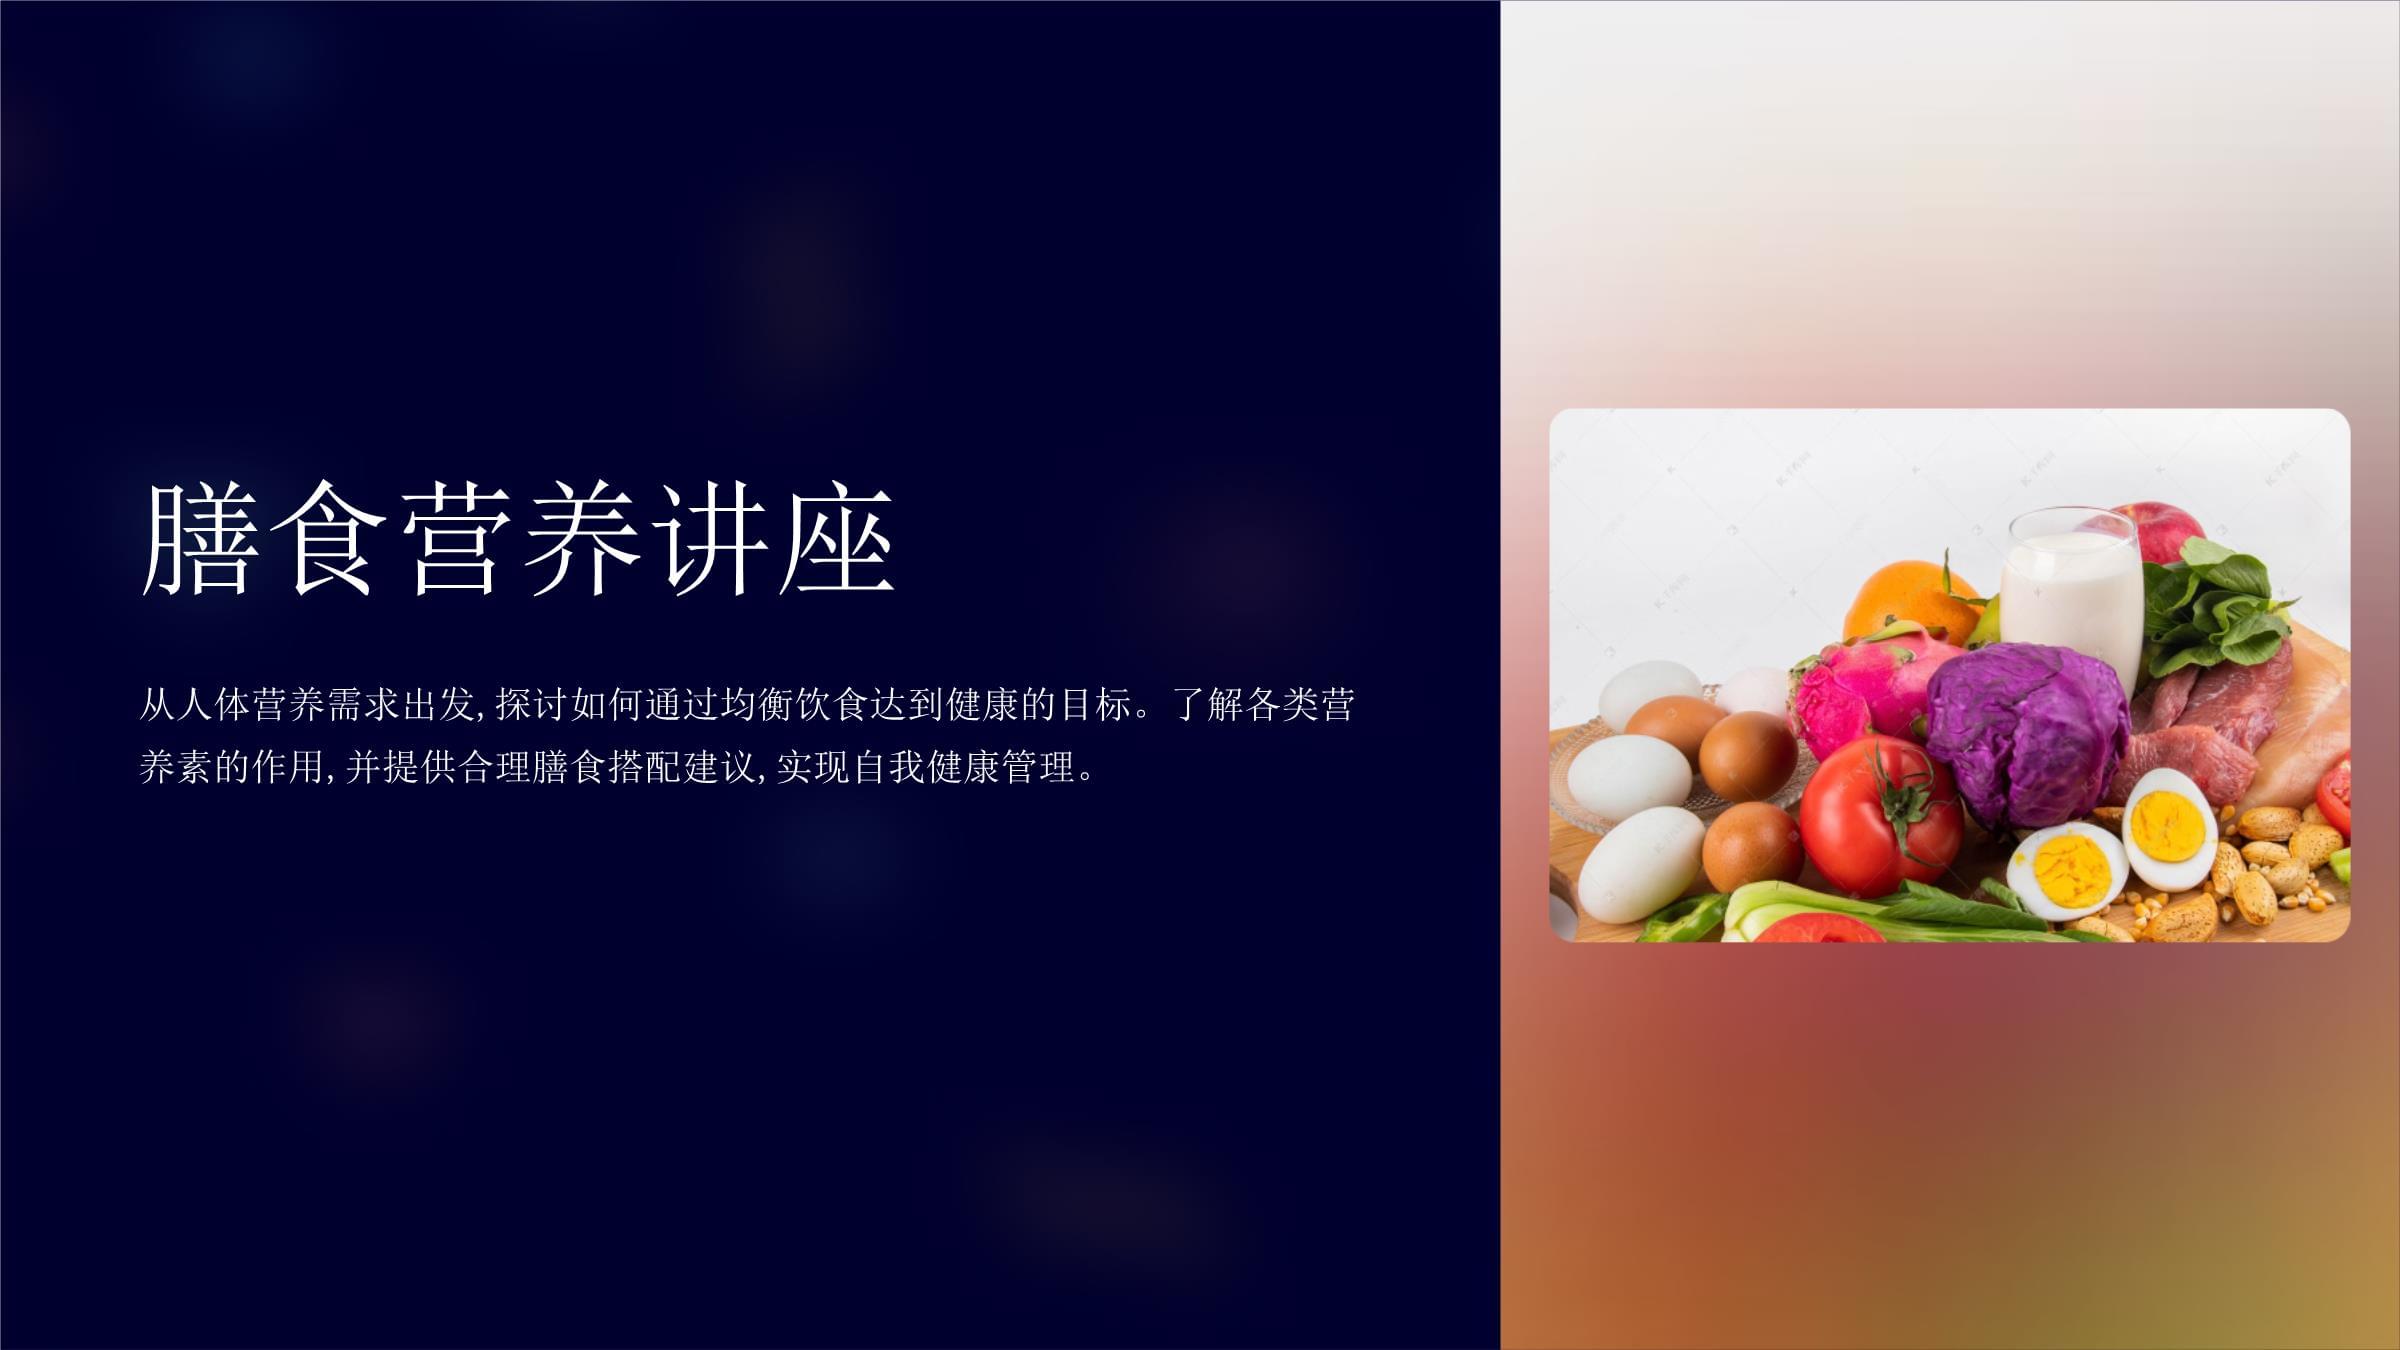 膳食营养讲座
从人体营养需求出发,探讨如何通过均衡饮食达到健康的目标。了解各类营
养素的作用,并提供合理膳食搭配建议,实现自我健康管理。